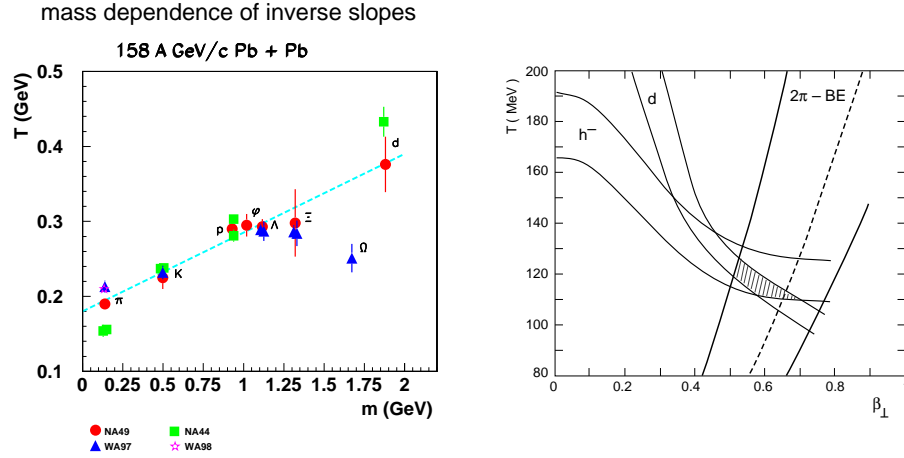 mass dependence of inverse slopes
158 A GeV/c Pb + Pb
T (GeV)
0.5
0.4
0.3
0.2
0.1
π
K
p
φ
Λ
Ξ
Ω
d
0 0.25 0.5 0.75 1 1.25 1.5 1.75 2
m (GeV)
NA49 NA44
WA97 WA98
T ( MeV )
200
180
160
140
120
100
80
h⁻
d
2π – BE
0 0.2 0.4 0.6 0.8 1
β⊥